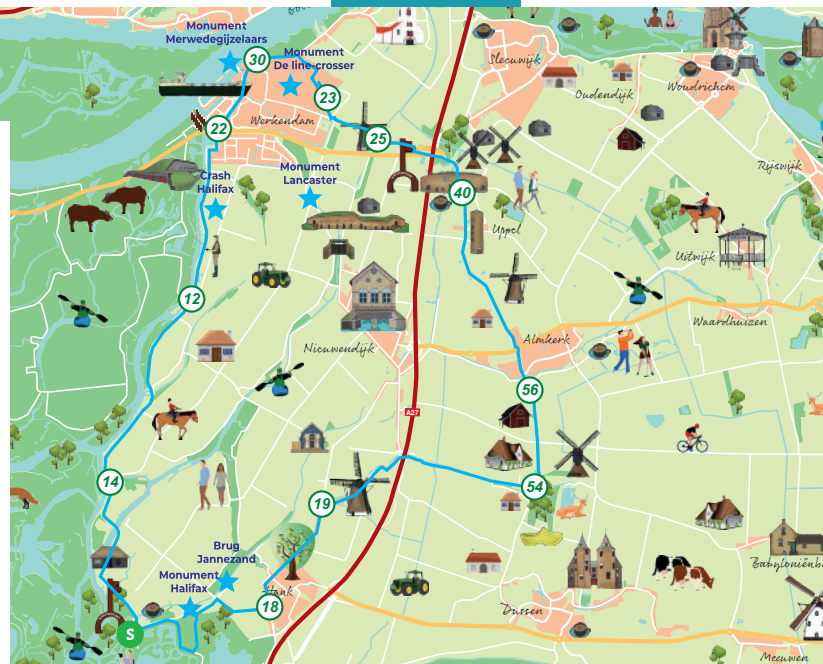 Monument
Merwedegijzelaars
Monument
De line-crosser
30
23
22
25
Werkendam
Sleeuwijk
Oudendijk
Woudrichem
Rijswijk
Crash
Halifax
Monument
Lancaster
40
Uppel
Uitwijk
12
Nieuwendijk
Almkerk
Waardhuizen
56
A27
14
19
54
Brug
Jannezand
Monument
Halifax
Hank
18
S
Dussen
Meeuwen